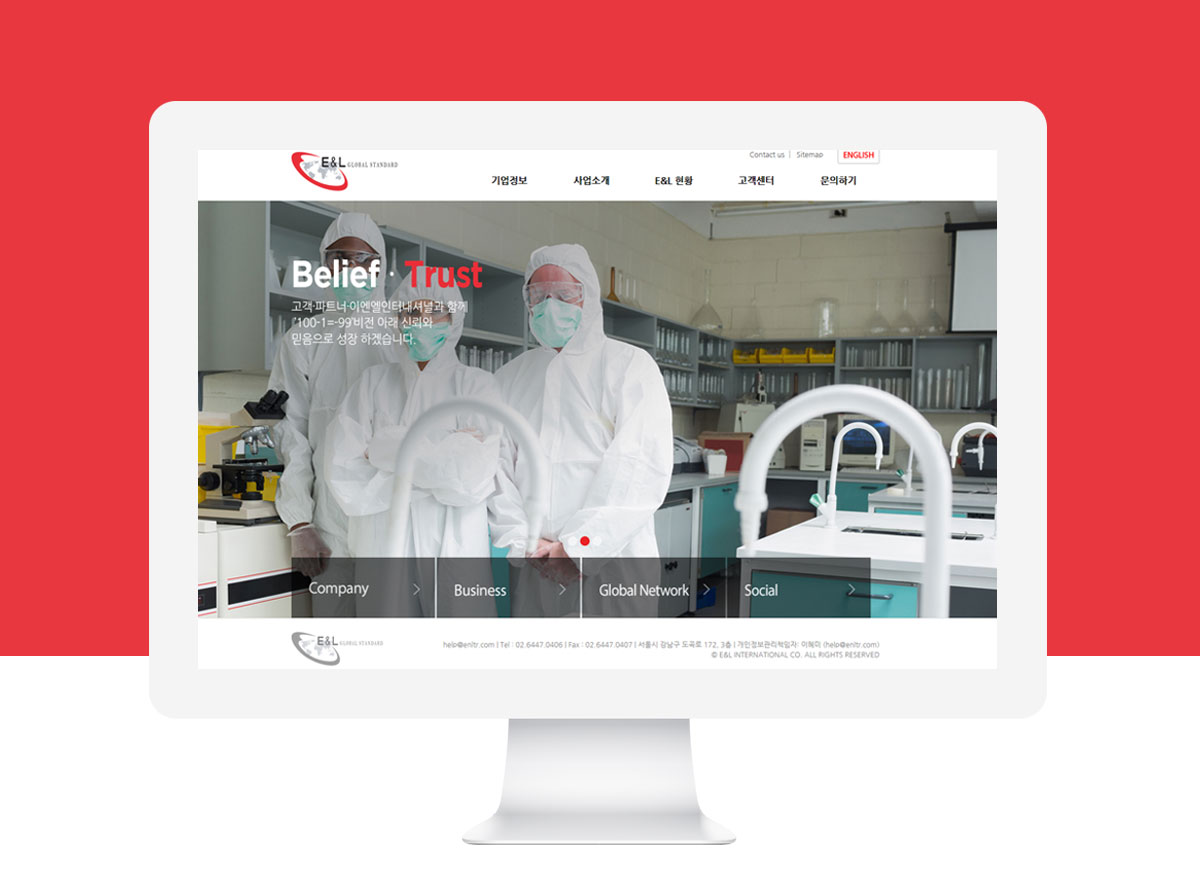 E&L GLOBAL STANDARD
Contact us | Sitemap ENGLISH
기업정보 사업소개 E&L 현황 고객센터 문의하기
Belief · Trust
고객·파트너·이엔엘인터내셔널과 함께
'100-1=-99'비전 아래 신뢰와
믿음으로 성장 하겠습니다.
Company
Business
Global Network
Social
E&L GLOBAL STANDARD
help@enltr.com | Tel : 02.6447.0406 | Fax : 02.6447.0407 | 서울시 강남구 도곡로 172, 3층 | 개인정보관리책임자: 이혜미 (help@enltr.com)
© E&L INTERNATIONAL CO. ALL RIGHTS RESERVED